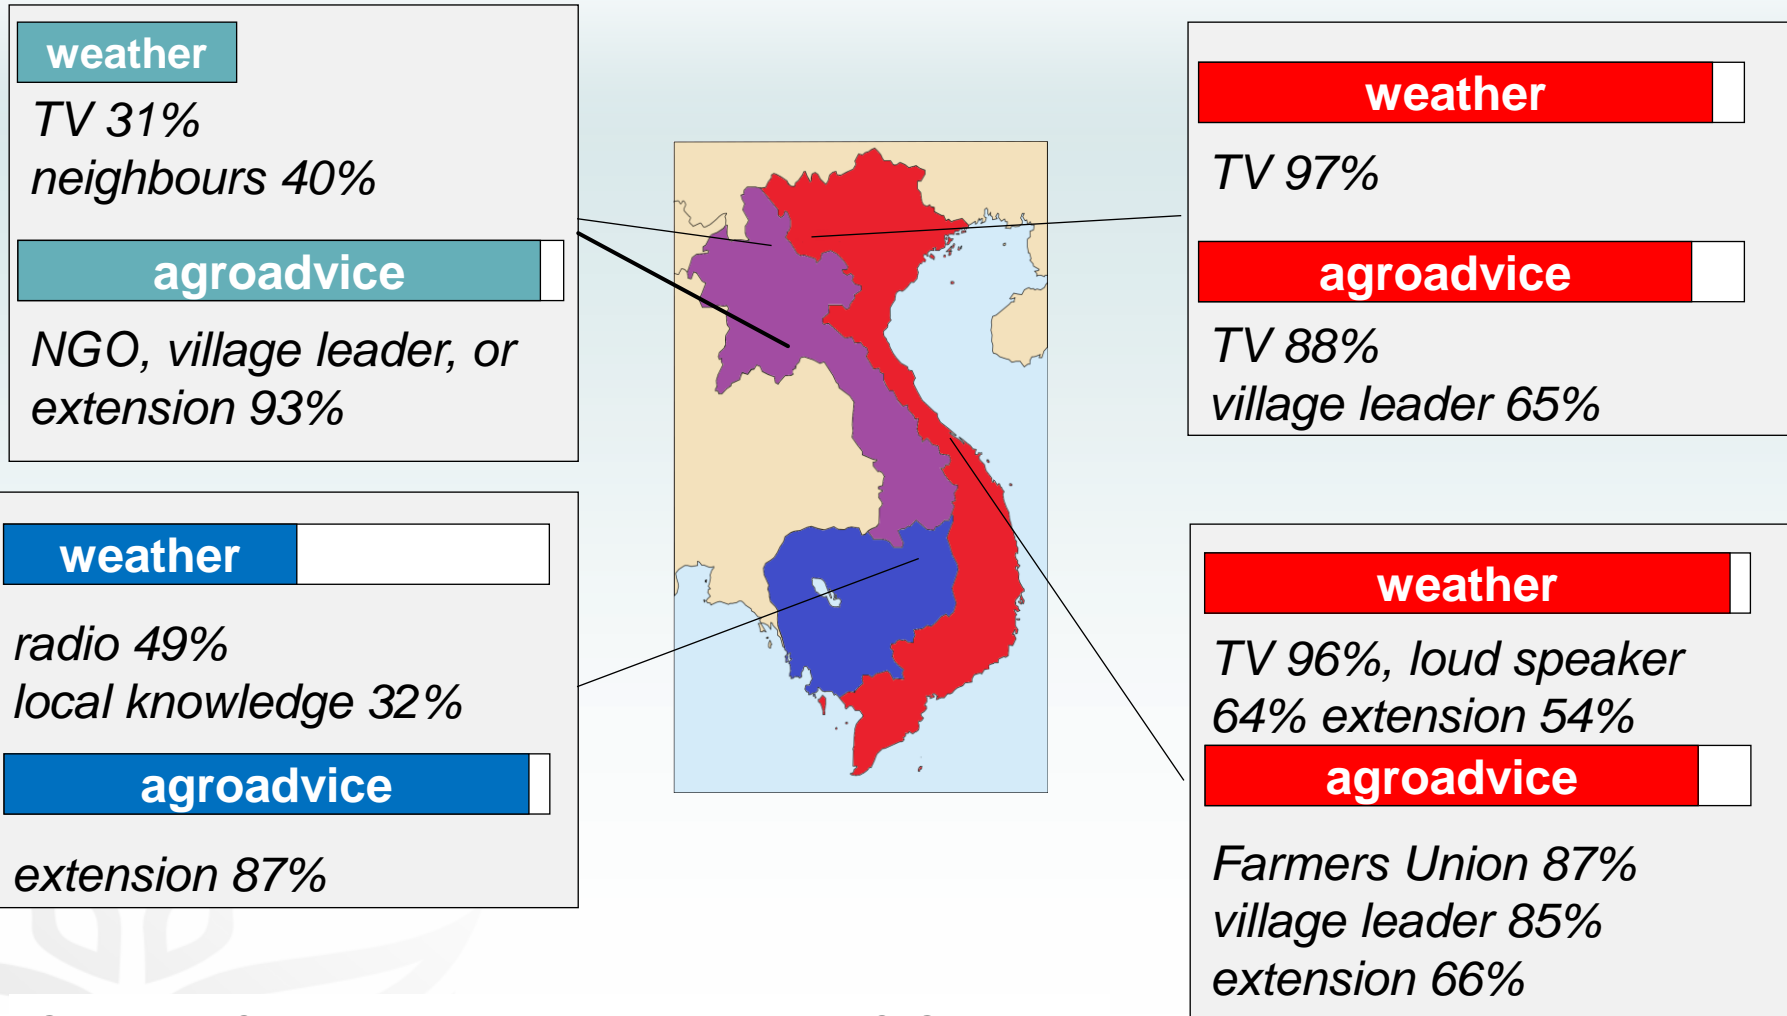 weather
TV 31%
neighbours 40%
agroadvice
NGO, village leader, or
extension 93%
weather
radio 49%
local knowledge 32%
agroadvice
extension 87%
weather
TV 97%
agroadvice
TV 88%
village leader 65%
weather
TV 96%, loud speaker
64% extension 54%
agroadvice
Farmers Union 87%
village leader 85%
extension 66%